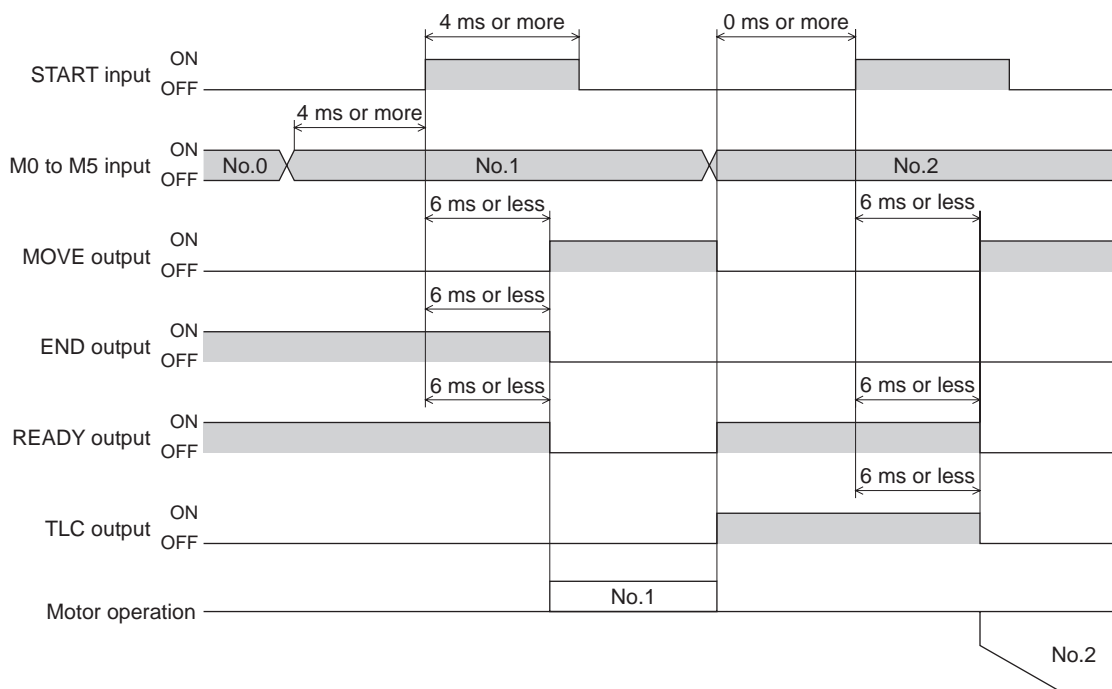 4 ms or more
0 ms or more
START input
ON
OFF
4 ms or more
M0 to M5 input
ON
OFF
No.0
No.1
No.2
6 ms or less
6 ms or less
MOVE output
ON
OFF
6 ms or less
END output
ON
OFF
6 ms or less
6 ms or less
READY output
ON
OFF
6 ms or less
TLC output
ON
OFF
Motor operation
No.1
No.2